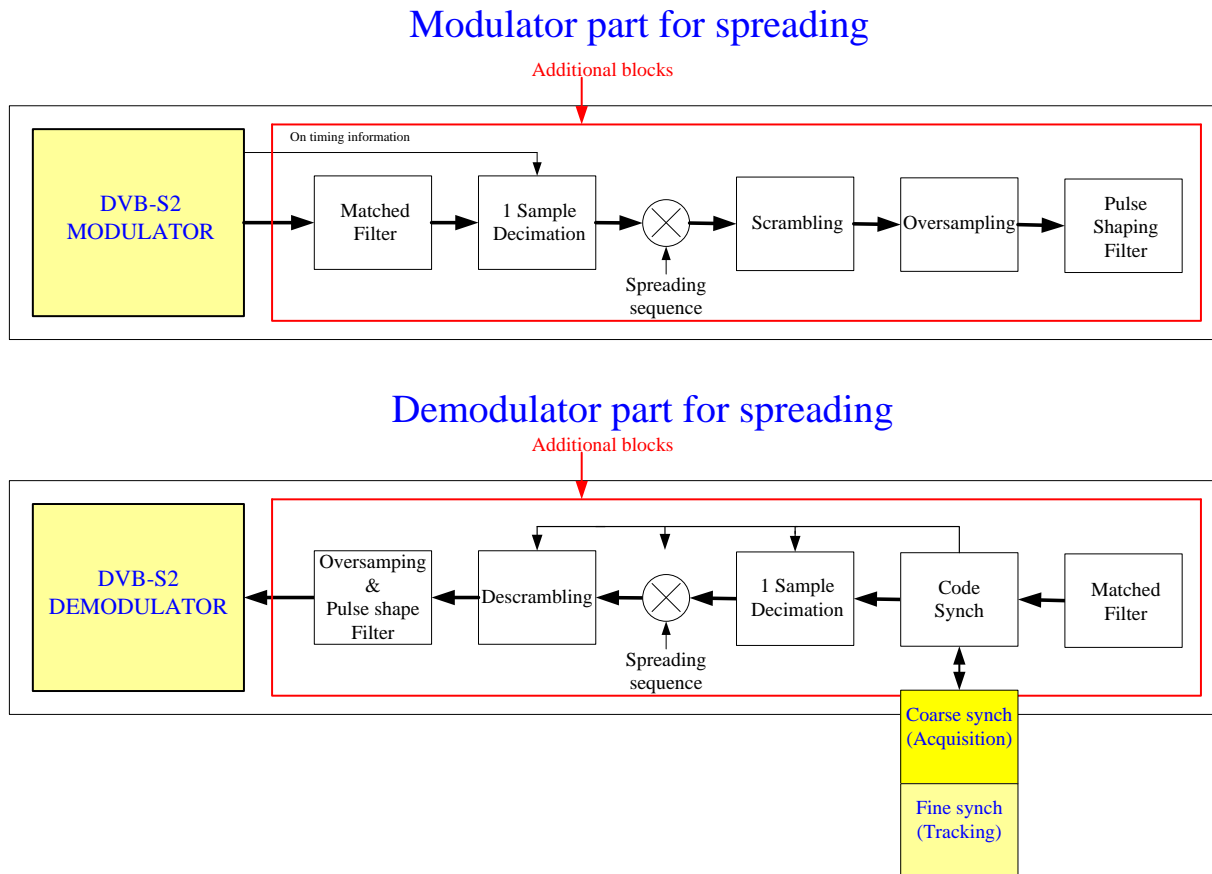 Modulator part for spreading
Additional blocks
On timing information
DVB-S2
MODULATOR
Matched
Filter
1 Sample
Decimation
Spreading
sequence
Scrambling
Oversampling
Pulse
Shaping
Filter
Demodulator part for spreading
Additional blocks
DVB-S2
DEMODULATOR
Oversamping
&
Pulse shape
Filter
Descrambling
Spreading
sequence
1 Sample
Decimation
Code
Synch
Matched
Filter
Coarse synch
(Acquisition)
Fine synch
(Tracking)